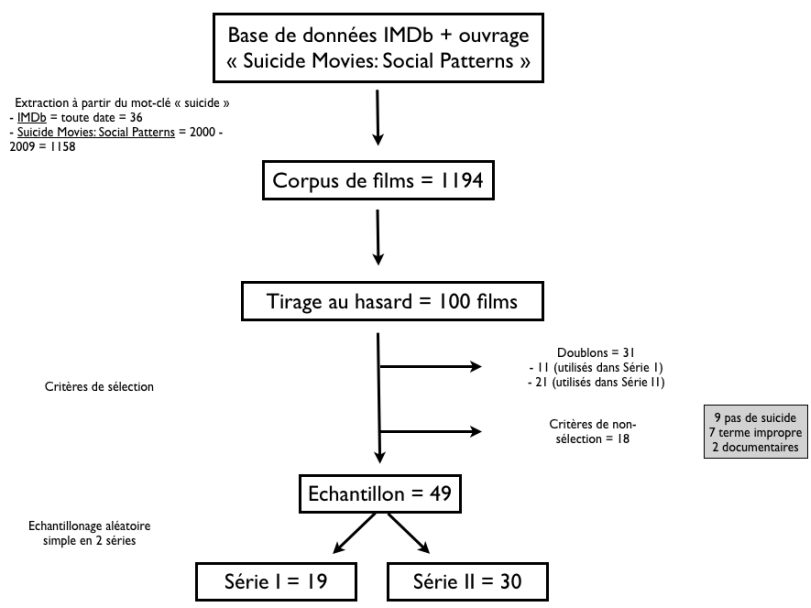 Base de données IMDb + ouvrage
« Suicide Movies: Social Patterns »
Extraction à partir du mot-clé « suicide »
- IMDb = toute date = 36
- Suicide Movies: Social Patterns = 2000 -
2009 = 1158
Corpus de films = 1194
Tirage au hasard = 100 films
Critères de sélection
Doublons = 31
- 11 (utilisés dans Série I)
- 21 (utilisés dans Série II)
Critères de non-
sélection = 18
9 pas de suicide
7 terme impropre
2 documentaires
Echantillon = 49
Echantillonage aléatoire
simple en 2 séries
Série I = 19
Série II = 30